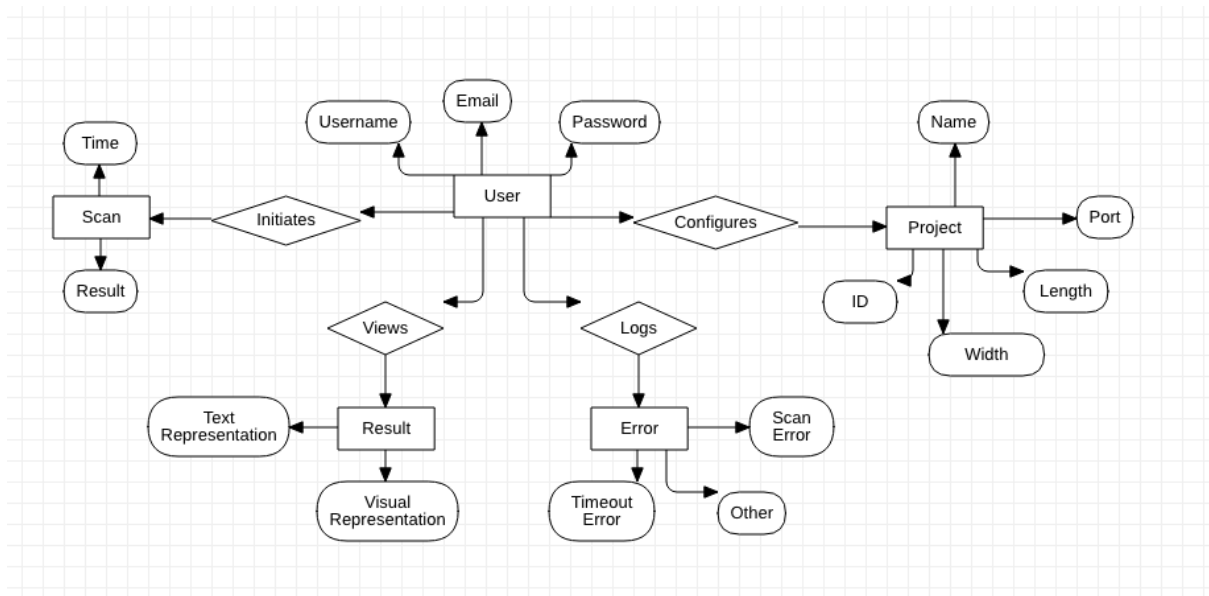 Email
Username
Password
Name
Time
User
Scan
Initiates
Configures
Project
Port
Result
ID
Length
Views
Logs
Width
Text
Representation
Result
Error
Scan
Error
Visual
Representation
Timeout
Error
Other